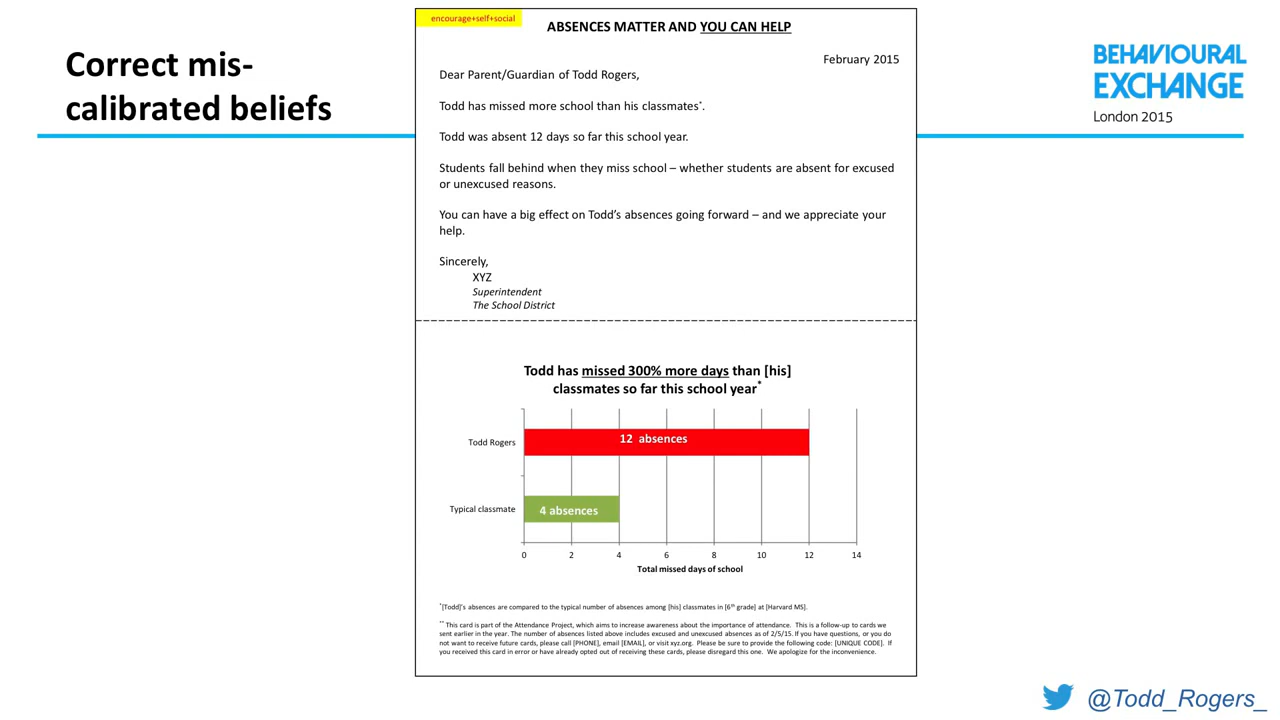 Correct mis-
calibrated beliefs
encourage+self+social
ABSENCES MATTER AND YOU CAN HELP
February 2015
Dear Parent/Guardian of Todd Rogers,
Todd has missed more school than his classmates*.
Todd was absent 12 days so far this school year.
Students fall behind when they miss school – whether students are absent for excused
or unexcused reasons.
You can have a big effect on Todd's absences going forward – and we appreciate your
help.
Sincerely,
XYZ
Superintendent
The School District
Todd has missed 300% more days than [his]
classmates so far this school year*
Todd Rogers
12 absences
Typical classmate
4 absences
0 2 4 6 8 10 12 14
Total missed days of school
*[Todd]'s absences are compared to the typical number of absences among [his] classmates in [6th grade] at [Harvard MS].
** This card is part of the Attendance Project, which aims to increase awareness about the importance of attendance. This is a follow-up to cards we
sent earlier in the year. The number of absences listed above includes excused and unexcused absences as of 2/5/15. If you have questions, or you do
not want to receive future cards, please call [PHONE], email [EMAIL], or visit xyz.org. Please be sure to provide the following code: [UNIQUE CODE]. If
you received this card in error or have already opted out of receiving these cards, please disregard this one. We apologize for the inconvenience.
BEHAVIOURAL
EXCHANGE
London 2015
@Todd_Rogers_